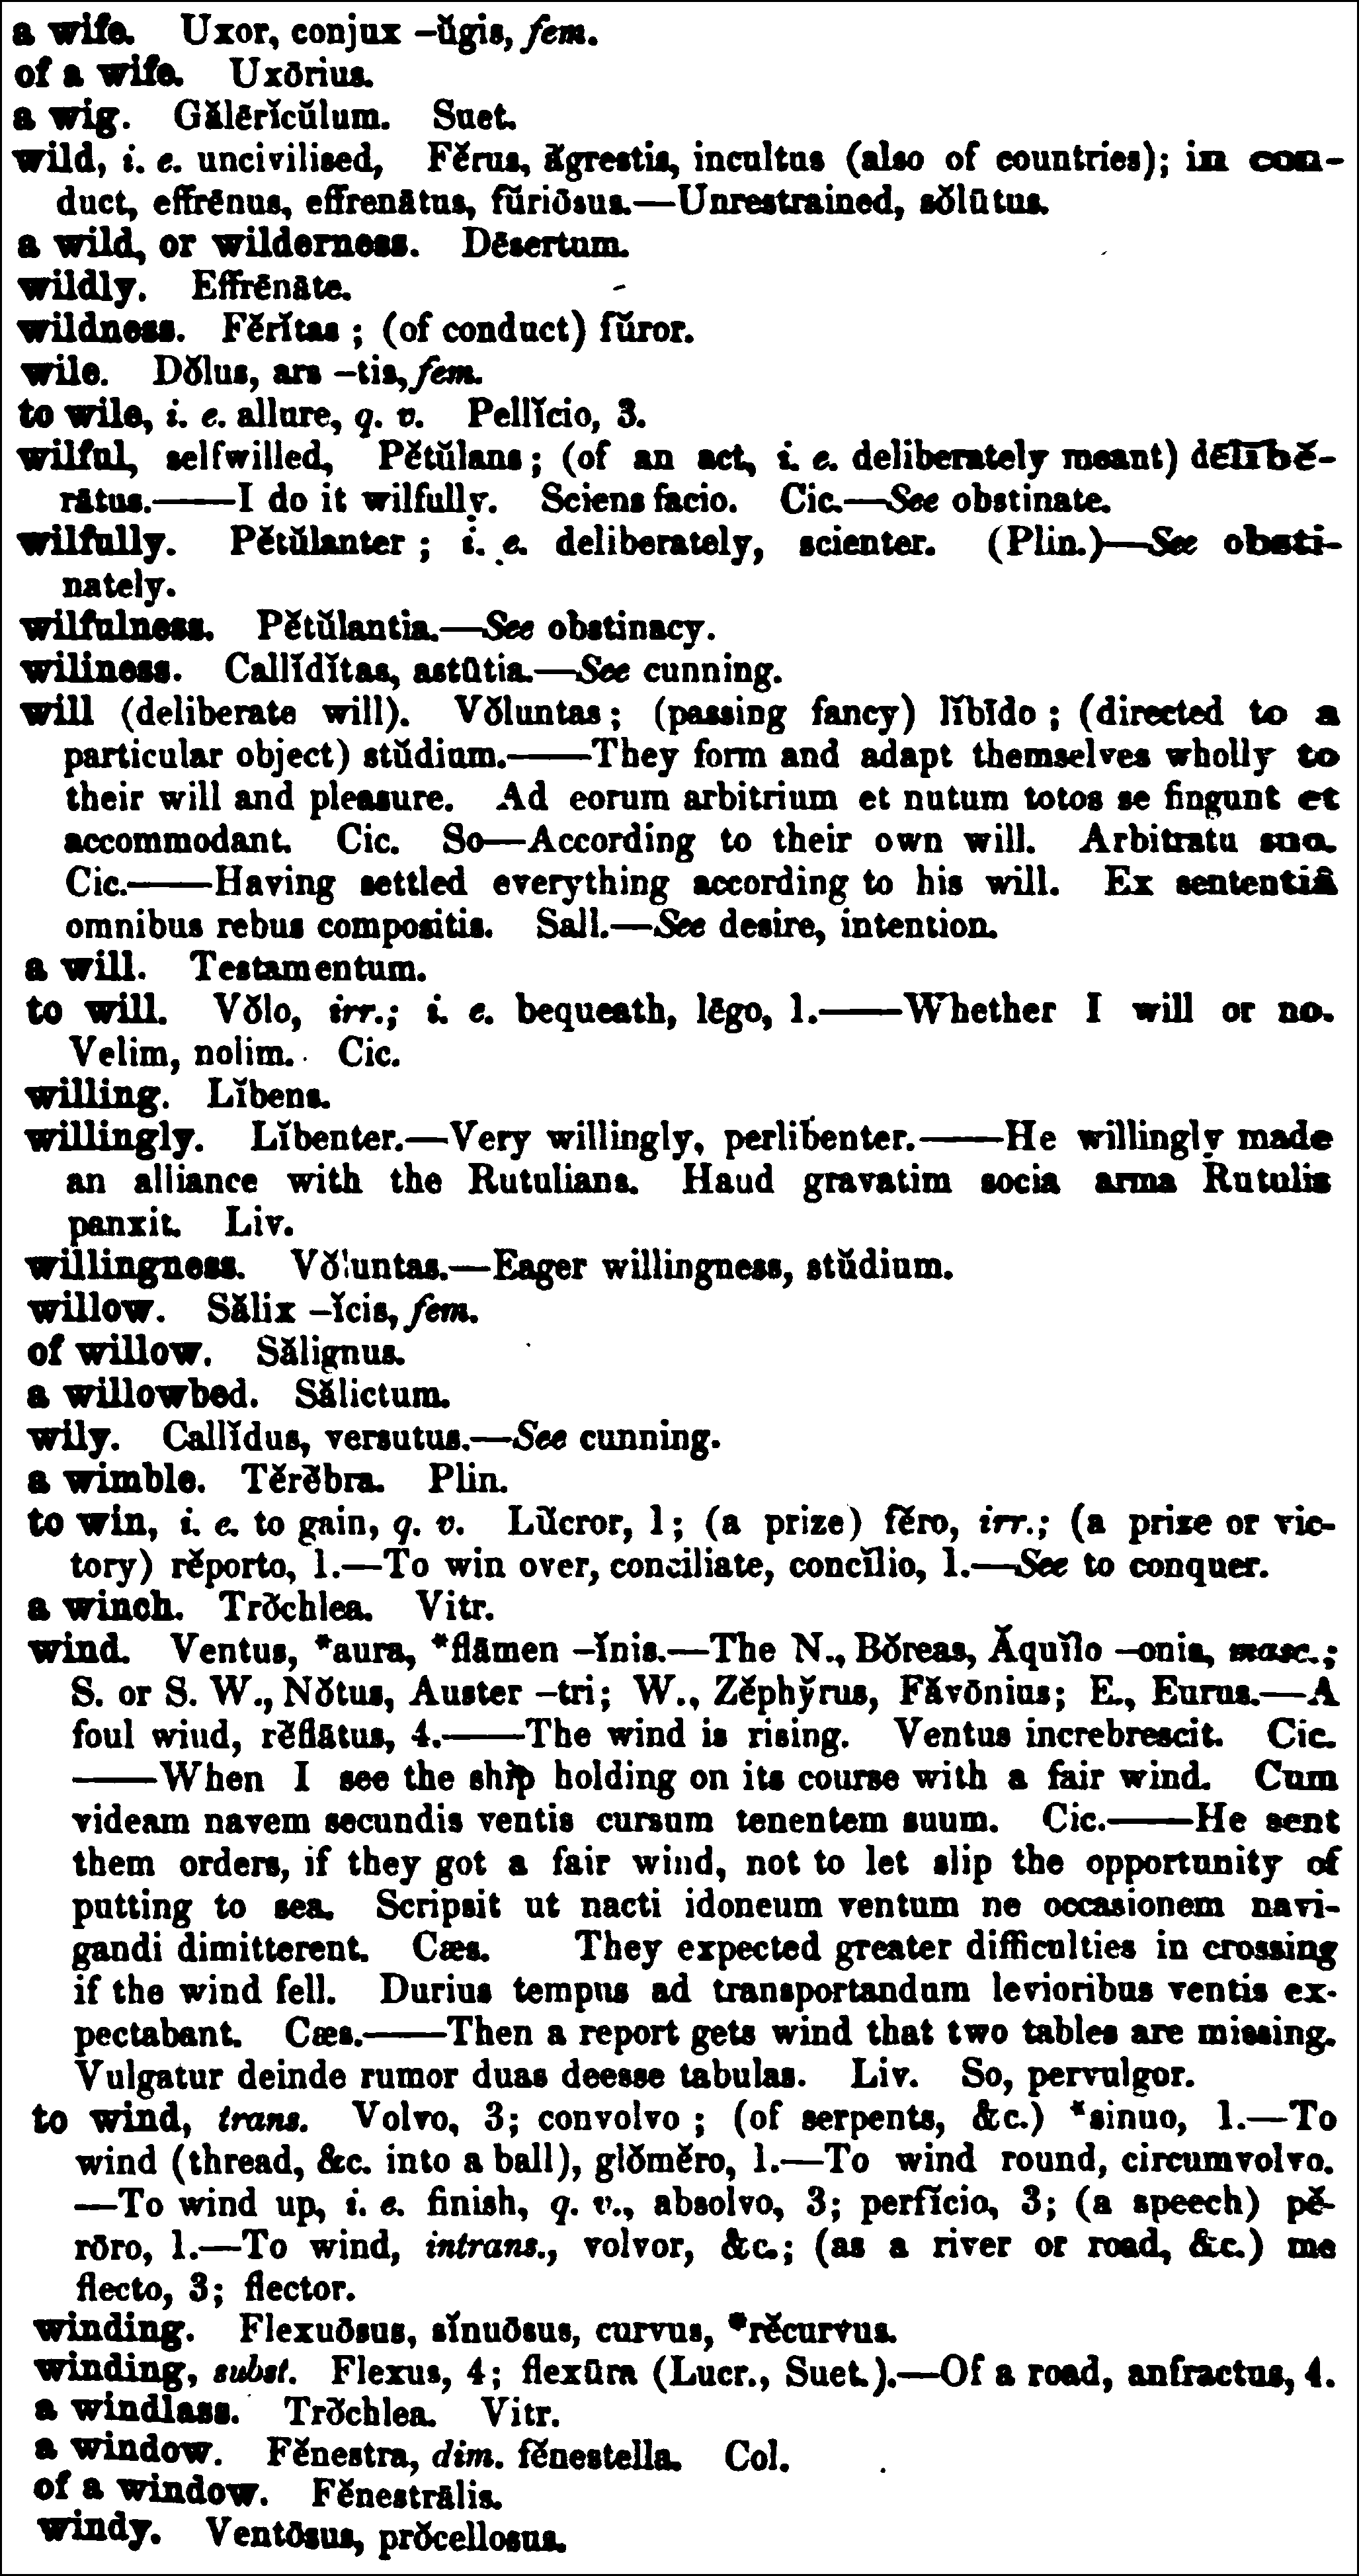 a wife. Uxor, conjux –ŭgis, fem.
of a wife. Uxōrius.
a wig. Gălērĭcŭlum. Suet.
wild, i. e. uncivilised, Fĕrus, ăgrestis, incultus (also of countries); in con-
duct, effrēnus, effrenātus, fŭriōsus.—Unrestrained, sŏlūtus.
a wild, or wilderness. Dēsertum.
wildly. Effrēnāte.
wildness. Fĕrĭtas; (of conduct) fŭror.
wile. Dŏlus, ars –tis, fem.
to wile, i. e. allure, q. v. Pellĭcio, 3.
wilful, selfwilled, Pĕtŭlans; (of an act, i. e. deliberately meant) dēlībĕ-
rātus.——I do it wilfully. Sciens facio. Cic.—See obstinate.
wilfully. Pĕtŭlanter; i. e. deliberately, scienter. (Plin.)—See obsti-
nately.
wilfulness. Pĕtŭlantia.—See obstinacy.
wiliness. Callĭdĭtas, astūtia.—See cunning.
will (deliberate will). Vŏluntas; (passing fancy) lĭbīdo; (directed to a
particular object) stŭdium.——They form and adapt themselves wholly to
their will and pleasure. Ad eorum arbitrium et nutum totos se fingunt et
accommodant. Cic. So—According to their own will. Arbitratu suo.
Cic.——Having settled everything according to his will. Ex sententiâ
omnibus rebus compositis. Sall.—See desire, intention.
a will. Testamentum.
to will. Vŏlo, irr.; i. e. bequeath, lēgo, 1.——Whether I will or no.
Velim, nolim. Cic.
willing. Lĭbens.
willingly. Lĭbenter.—Very willingly, perlibenter.——He willingly made
an alliance with the Rutulians. Haud gravatim socia arma Rutulis
panxit. Liv.
willingness. Vŏluntas.—Eager willingness, stŭdium.
willow. Sălix –ĭcis, fem.
of willow. Sălignus.
a willowbed. Sălictum.
wily. Callĭdus, versutus.—See cunning.
a wimble. Tĕrĕbra. Plin.
to win, i. e. to gain, q. v. Lŭcror, 1; (a prize) fĕro, irr.; (a prize or vic-
tory) rĕporto, 1.—To win over, conciliate, concĭlio, 1.—See to conquer.
a winch. Trŏchlea. Vitr.
wind. Ventus, *aura, *flāmen –ĭnis.—The N., Bŏreas, Ăquĭlo –onis, masc.;
S. or S. W., Nŏtus, Auster –tri; W., Zĕphўrus, Făvōnius; E., Eurus.—A
foul wind, rĕflātus, 4.——The wind is rising. Ventus increbrescit. Cic.
——When I see the ship holding on its course with a fair wind. Cum
videam navem secundis ventis cursum tenentem suum. Cic.——He sent
them orders, if they got a fair wind, not to let slip the opportunity of
putting to sea. Scripsit ut nacti idoneum ventum ne occasionem navi-
gandi dimitterent. Cæs. They expected greater difficulties in crossing
if the wind fell. Durius tempus ad transportandum levioribus ventis ex-
pectabant. Cæs.——Then a report gets wind that two tables are missing.
Vulgatur deinde rumor duas deesse tabulas. Liv. So, pervulgor.
to wind, trans. Volvo, 3; convolvo; (of serpents, &c.) *sinuo, 1.—To
wind (thread, &c. into a ball), glŏmĕro, 1.—To wind round, circumvolvo.
—To wind up, i. e. finish, q. v., absolvo, 3; perfĭcio, 3; (a speech) pĕ-
rōro, 1.—To wind, intrans., volvor, &c.; (as a river or road, &c.) me
flecto, 3; flector.
winding. Flexuōsus, sĭnuōsus, curvus, *rĕcurvus.
winding, subst. Flexus, 4; flexūra (Lucr., Suet.).—Of a road, anfractus, 4.
a windlass. Trŏchlea. Vitr.
a window. Fĕnestra, dim. fĕnestella. Col.
of a window. Fĕnestrālis.
windy. Ventōsus, prŏcellosus.